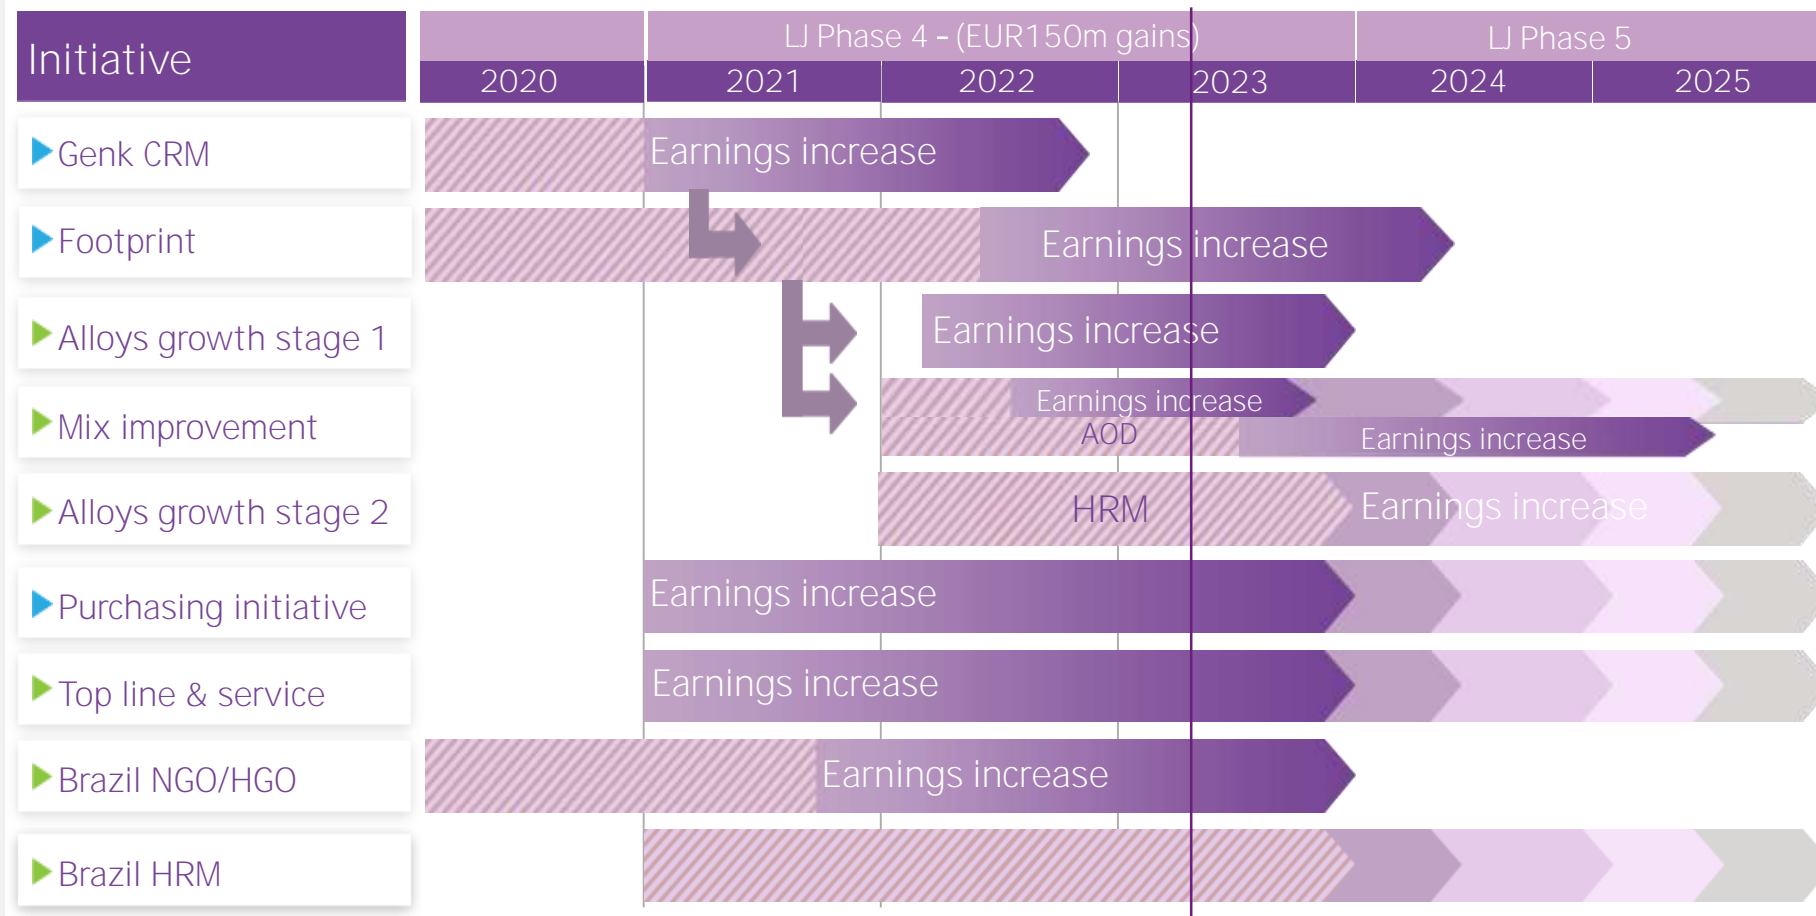 Initiative
LJ Phase 4 - (EUR150m gains)
LJ Phase 5
2020
2021
2022
2023
2024
2025
Genk CRM
Earnings increase
Footprint
Earnings increase
Alloys growth stage 1
Earnings increase
Mix improvement
Earnings increase
AOD
Earnings increase
Alloys growth stage 2
HRM
Earnings increase
Purchasing initiative
Earnings increase
Top line & service
Earnings increase
Brazil NGO/HGO
Earnings increase
Brazil HRM